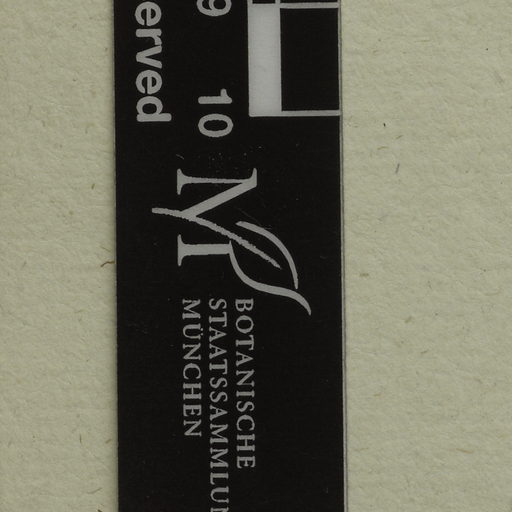 erved
9 10
M
BOTANISCHE
STAATSSAMMLUN
MÜNCHEN